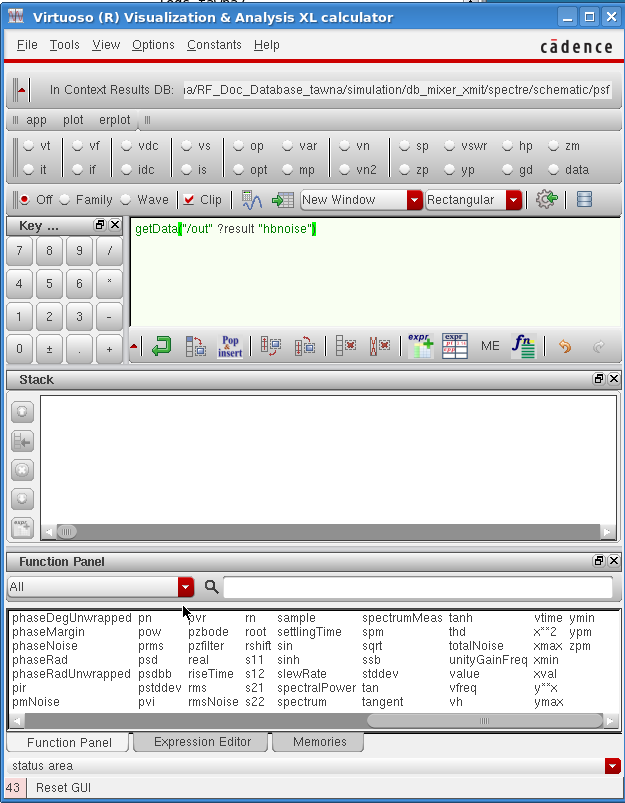 Virtuoso (R) Visualization & Analysis XL calculator
File Tools View Options Constants Help
cādence
In Context Results DB: na/RF_Doc_Database_tawna/simulation/db_mixer_xmit/spectre/schematic/psf
app plot erplot
vt vf vdc vs op var vn sp vswr hp zm
it if idc is opt mp vn2 zp yp gd data
Off Family Wave Clip New Window Rectangular
Key ...
7 8 9 /
4 5 6 *
1 2 3 -
0 ± . +
getData("/out" ?result "hbnoise")
Pop
insert
expr
expr
ME
fn
Stack
expr
Function Panel
All
phaseDegUnwrapped pn pvr rn sample spectrumMeas tanh vtime ymin
phaseMargin pow pzbode root settlingTime spm thd x**2 ypm
phaseNoise prms pzfilter rshift sin sqrt totalNoise xmax zpm
phaseRad psd real s11 sinh ssb unityGainFreq xmin
phaseRadUnwrapped psdbb riseTime s12 slewRate stddev value xval
pir pstddev rms s21 spectralPower tan vfreq y**x
pmNoise pvi rmsNoise s22 spectrum tangent vh ymax
Function Panel Expression Editor Memories
status area
43 Reset GUI